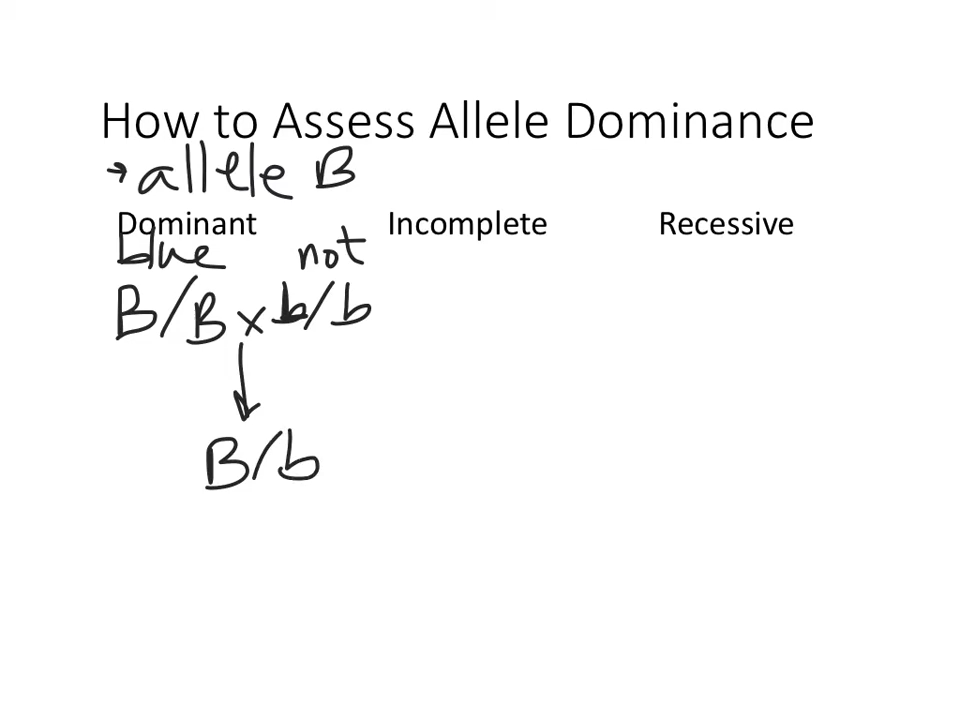 How to Assess Allele Dominance
→ allele B
Dominant Incomplete Recessive
blue not
B/B x b/b
B/b